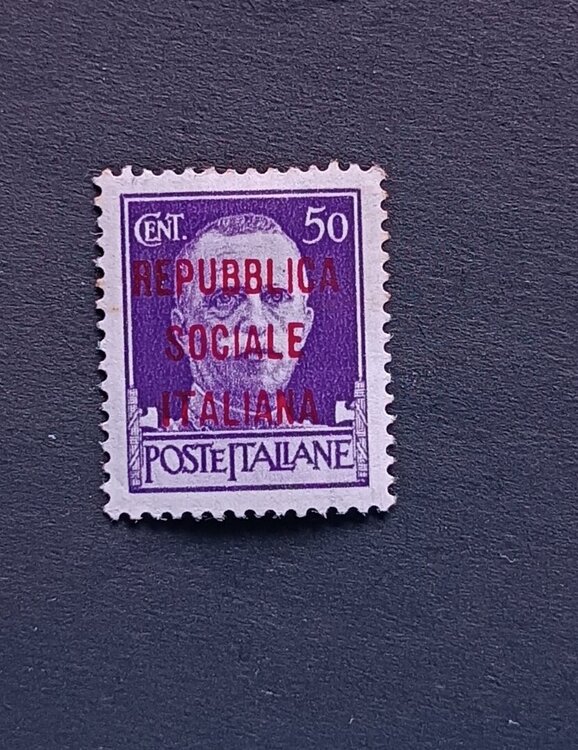 CENT. 50
REPUBBLICA
SOCIALE
ITALIANA
POSTE ITALIANE